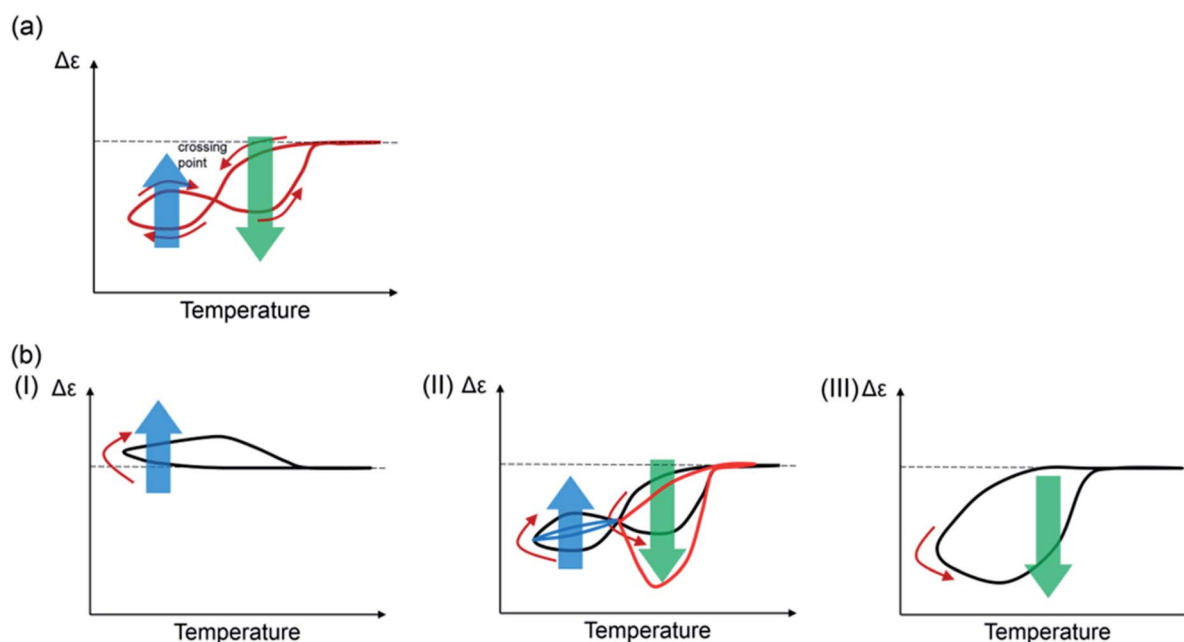 (a)
Δε
crossing
point
Temperature
(b)
(I) Δε
(II) Δε
(III) Δε
Temperature
Temperature
Temperature